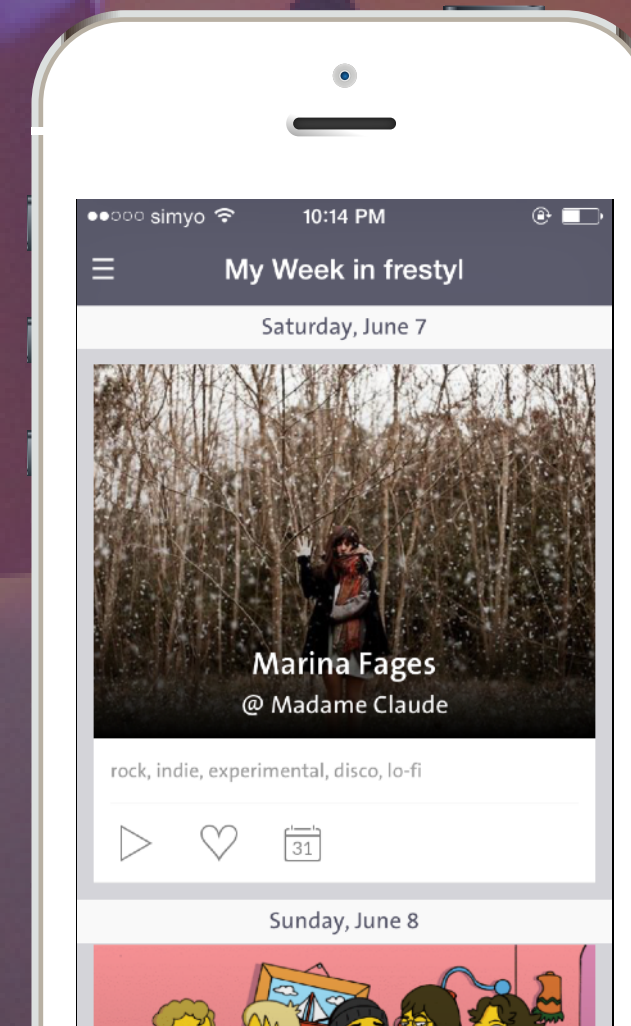 simyo 10:14 PM
My Week in frestyl
Saturday, June 7
Marina Fages
@ Madame Claude
rock, indie, experimental, disco, lo-fi
31
Sunday, June 8